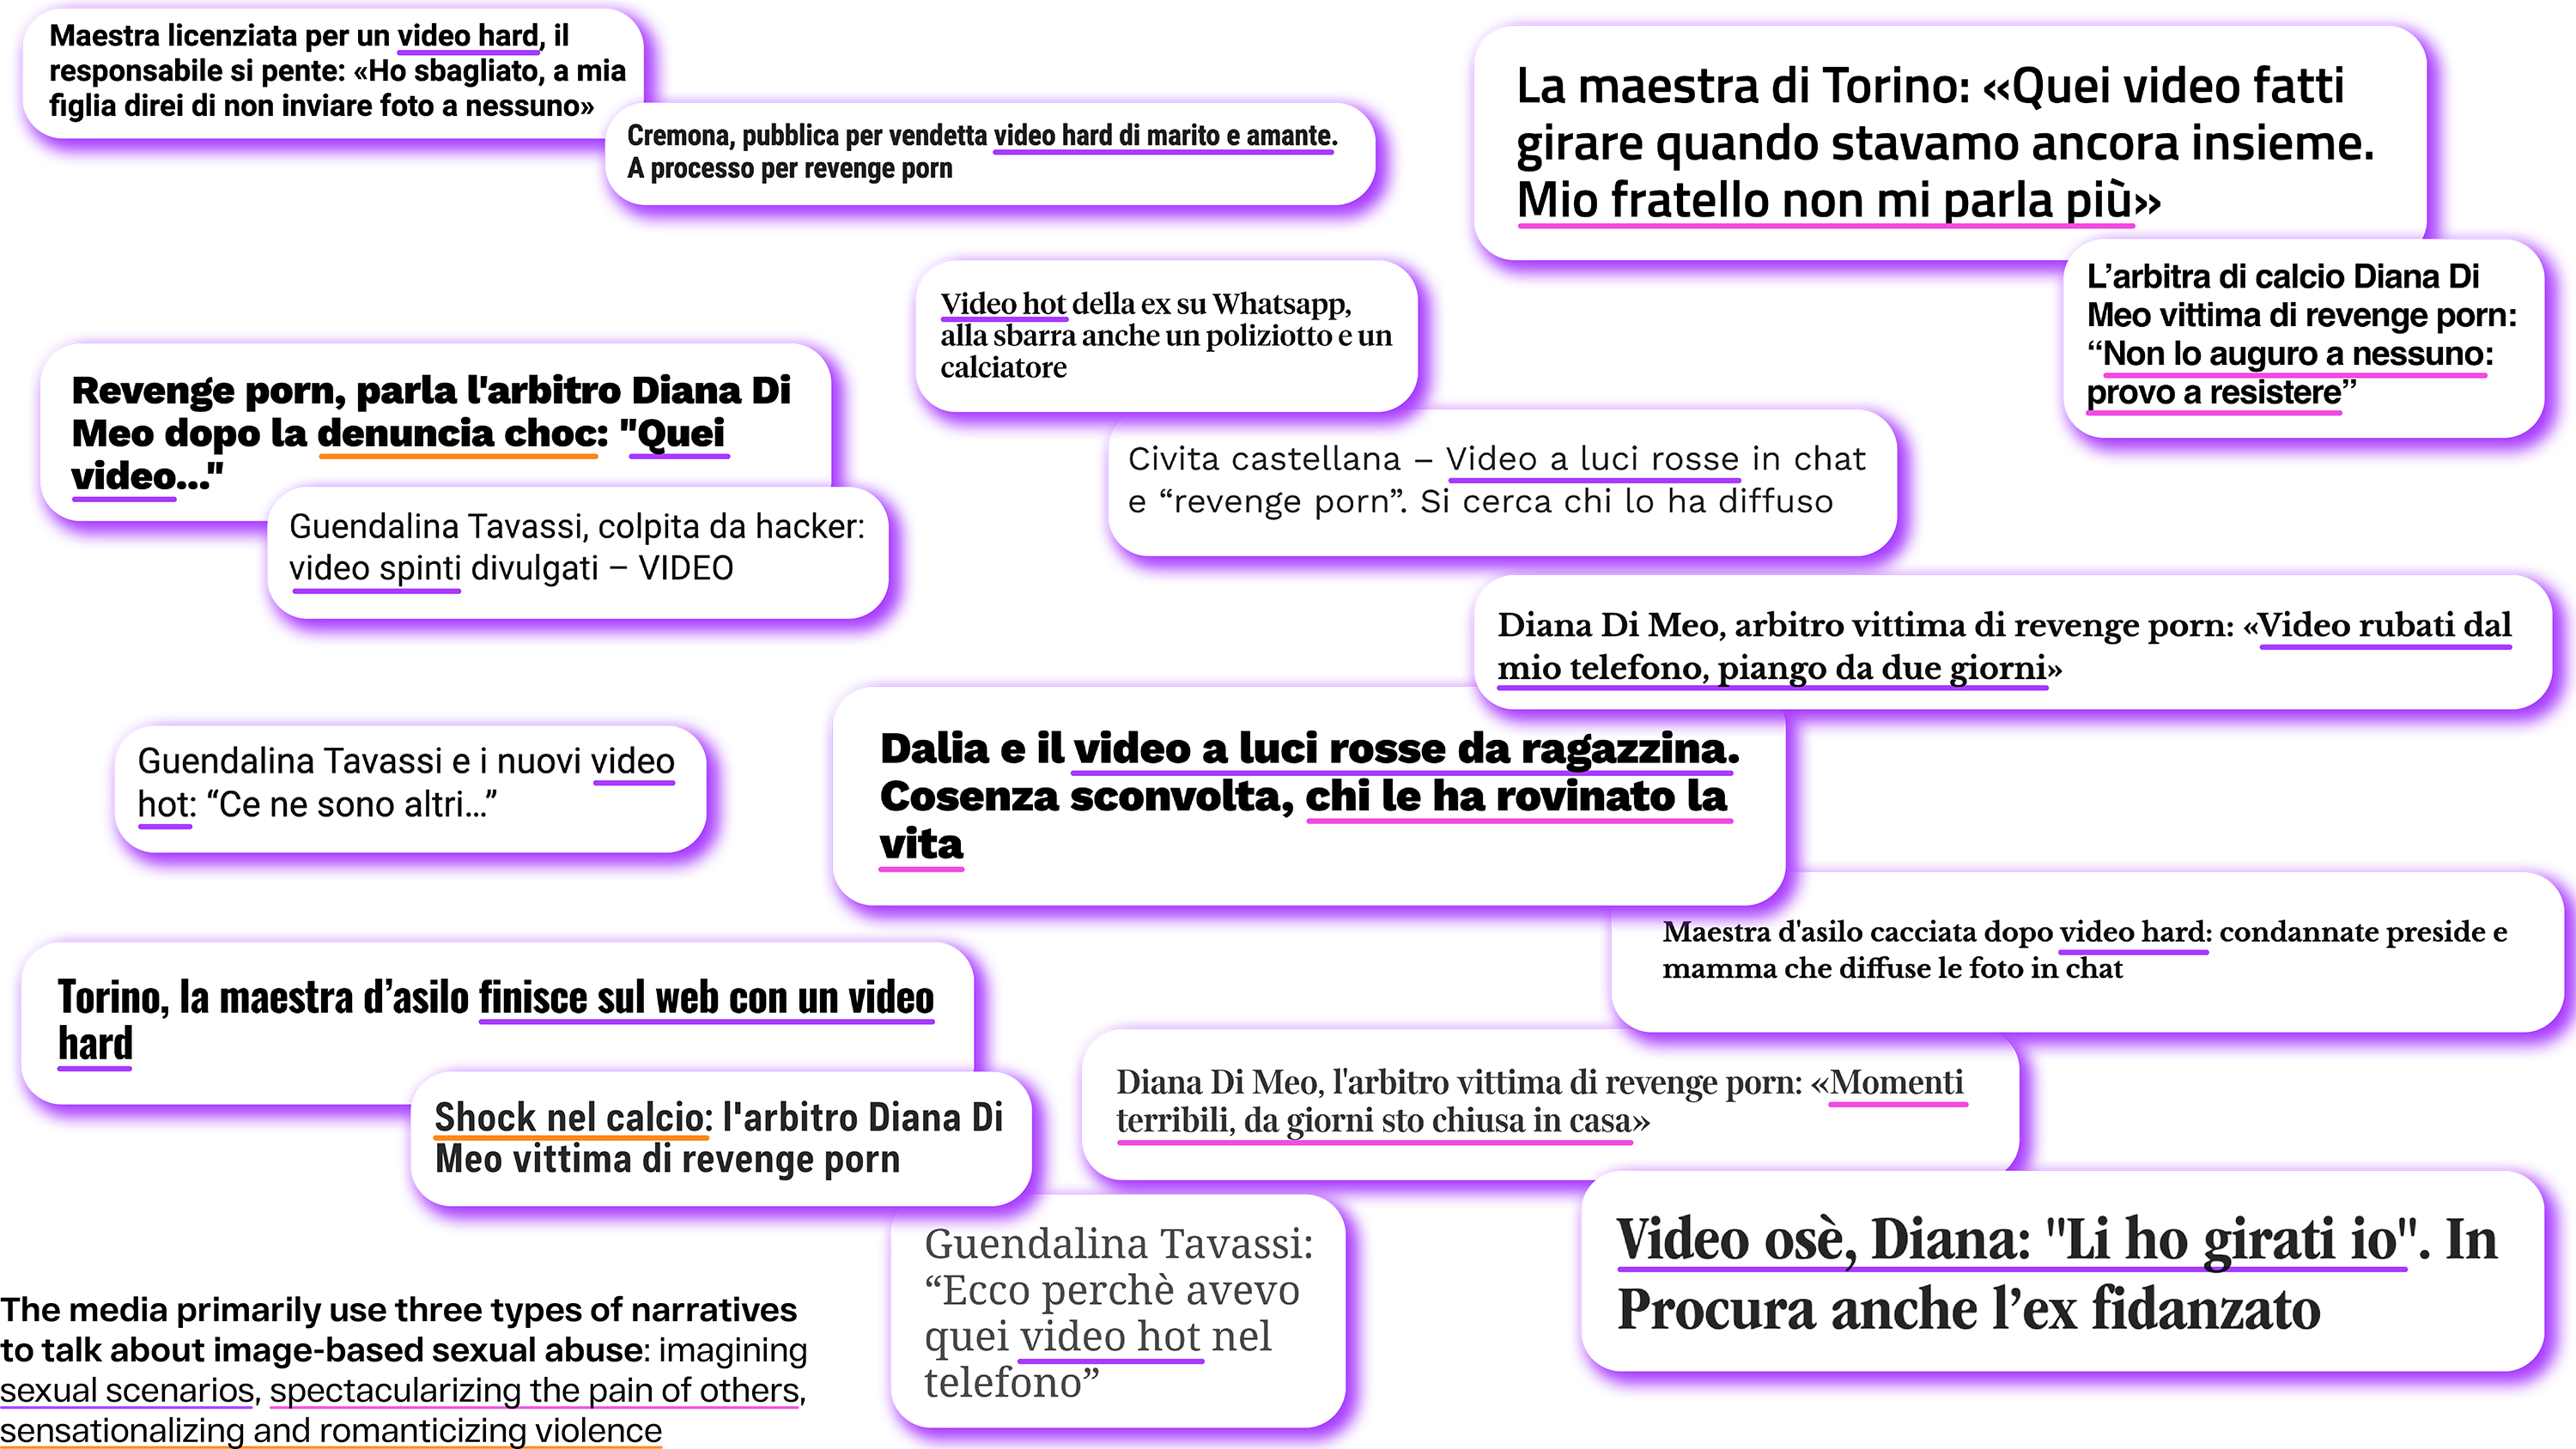 Maestra licenziata per un video hard, il
responsabile si pente: «Ho sbagliato, a mia
figlia direi di non inviare foto a nessuno»
Cremona, pubblica per vendetta video hard di marito e amante.
A processo per revenge porn
La maestra di Torino: «Quei video fatti
girare quando stavamo ancora insieme.
Mio fratello non mi parla più»
L’arbitra di calcio Diana Di
Meo vittima di revenge porn:
“Non lo auguro a nessuno:
provo a resistere”
Video hot della ex su Whatsapp,
alla sbarra anche un poliziotto e un
calciatore
Revenge porn, parla l'arbitro Diana Di
Meo dopo la denuncia choc: "Quei
video..."
Civita castellana – Video a luci rosse in chat
e “revenge porn”. Si cerca chi lo ha diffuso
Guendalina Tavassi, colpita da hacker:
video spinti divulgati – VIDEO
Diana Di Meo, arbitro vittima di revenge porn: «Video rubati dal
mio telefono, piango da due giorni»
Guendalina Tavassi e i nuovi video
hot: “Ce ne sono altri…”
Dalia e il video a luci rosse da ragazzina.
Cosenza sconvolta, chi le ha rovinato la
vita
Maestra d'asilo cacciata dopo video hard: condannate preside e
mamma che diffuse le foto in chat
Torino, la maestra d’asilo finisce sul web con un video
hard
Diana Di Meo, l'arbitro vittima di revenge porn: «Momenti
terribili, da giorni sto chiusa in casa»
Shock nel calcio: l'arbitro Diana Di
Meo vittima di revenge porn
Guendalina Tavassi:
“Ecco perchè avevo
quei video hot nel
telefono”
Video osè, Diana: "Li ho girati io". In
Procura anche l’ex fidanzato
The media primarily use three types of narratives
to talk about image-based sexual abuse: imagining
sexual scenarios, spectacularizing the pain of others,
sensationalizing and romanticizing violence